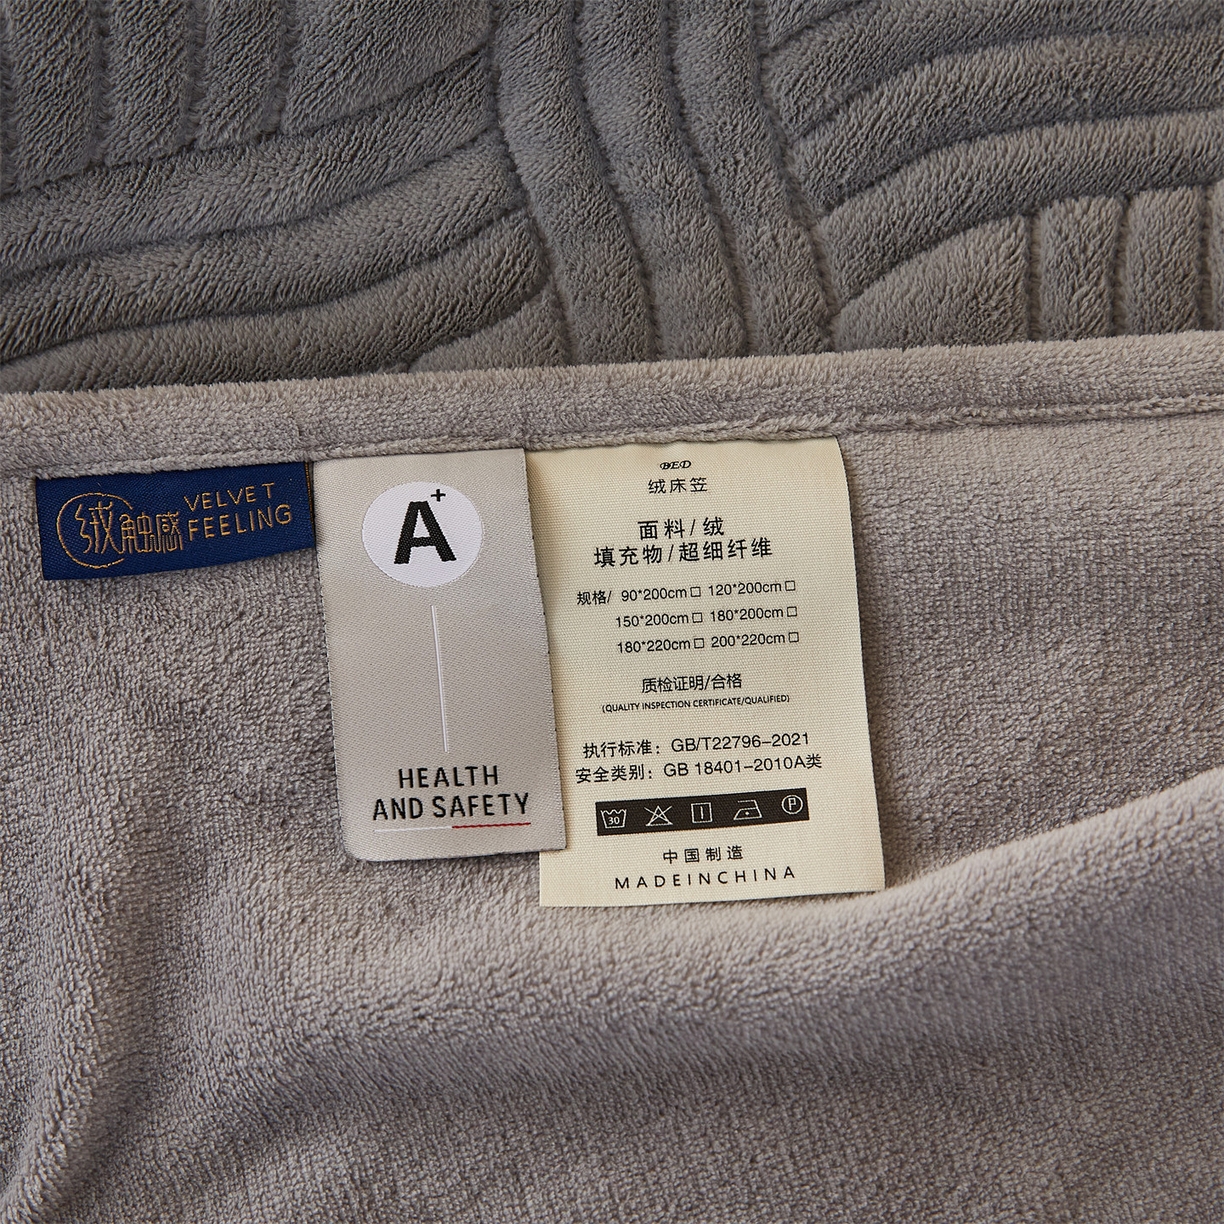 绒触感
VELVET
FEELING
A+
HEALTH
AND SAFETY
BED
绒床笠
面料/绒
填充物/超细纤维
规格/ 90*200cm□ 120*200cm□
150*200cm□ 180*200cm□
180*220cm□ 200*220cm□
质检证明/合格
(QUALITY INSPECTION CERTIFICATE/QUALIFIED)
执行标准：GB/T22796-2021
安全类别：GB 18401-2010A类
30 P
中国制造
MADEINCHINA